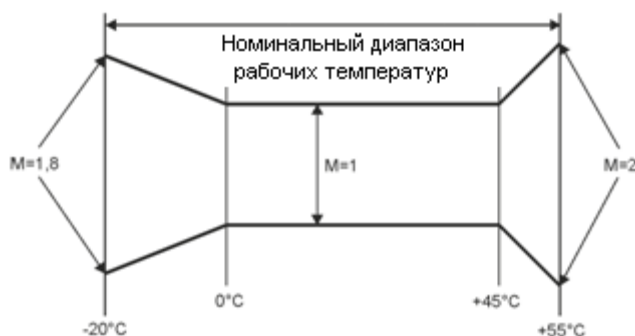 Номинальный диапазон
рабочих температур
M=1,8
M=1
M=2
0°C
+45°C
-20°C
+55°C